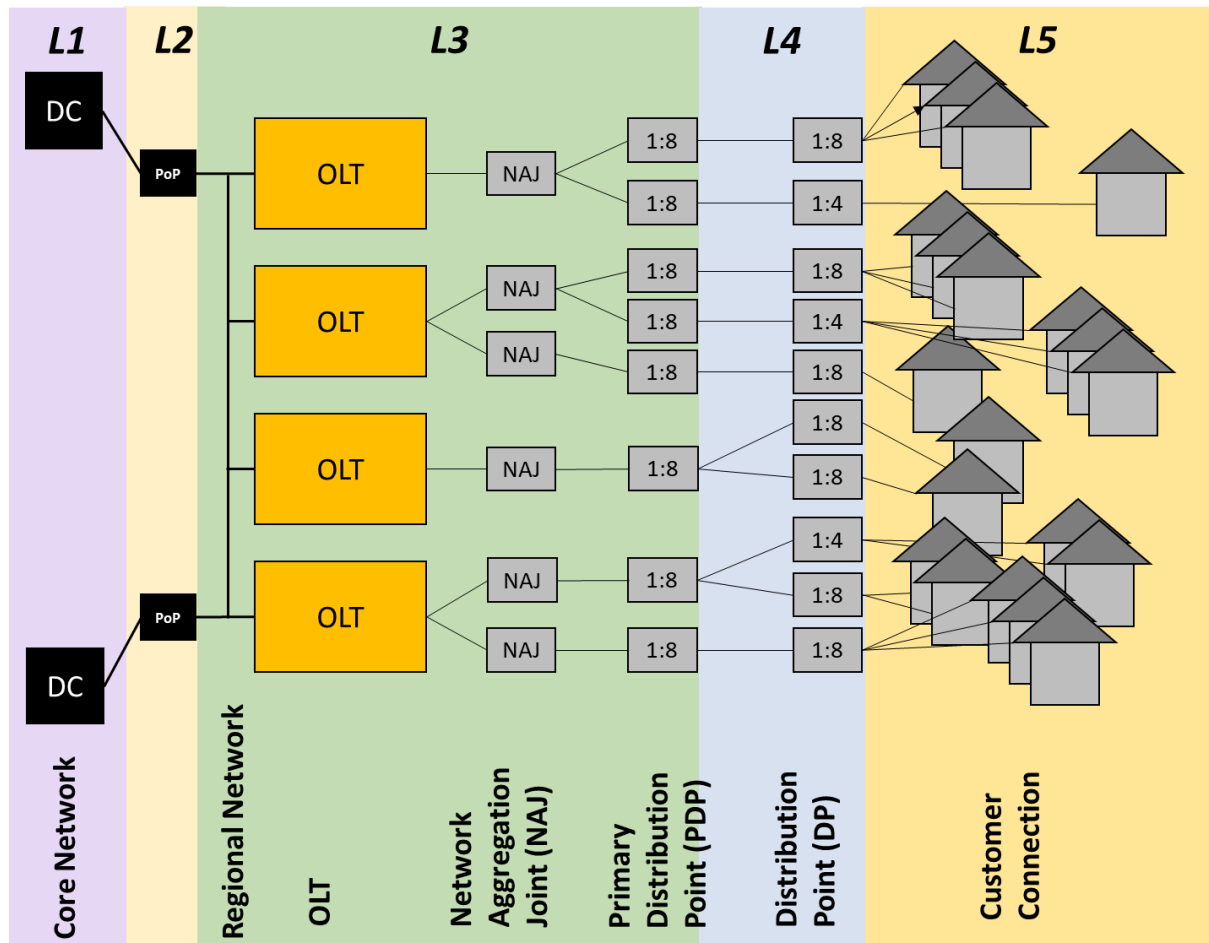 L1
L2
L3
L4
L5
DC
PoP
OLT
NAJ
1:8
1:8
1:8
1:4
OLT
NAJ
NAJ
1:8
1:8
1:8
1:8
1:4
1:8
OLT
NAJ
1:8
1:8
1:8
PoP
DC
OLT
NAJ
NAJ
1:8
1:8
1:4
1:8
1:8
Core Network
Regional Network
OLT
Network
Aggregation
Joint (NAJ)
Primary
Distribution
Point (PDP)
Distribution
Point (DP)
Customer
Connection